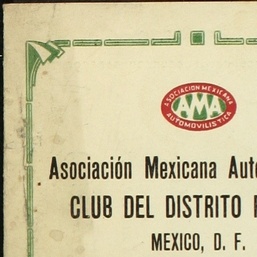 ASOCIACION MEXICANA
AMA
AUTOMOVILISTICA
Asociación Mexicana Auto
CLUB DEL DISTRITO
MEXICO, D. F.